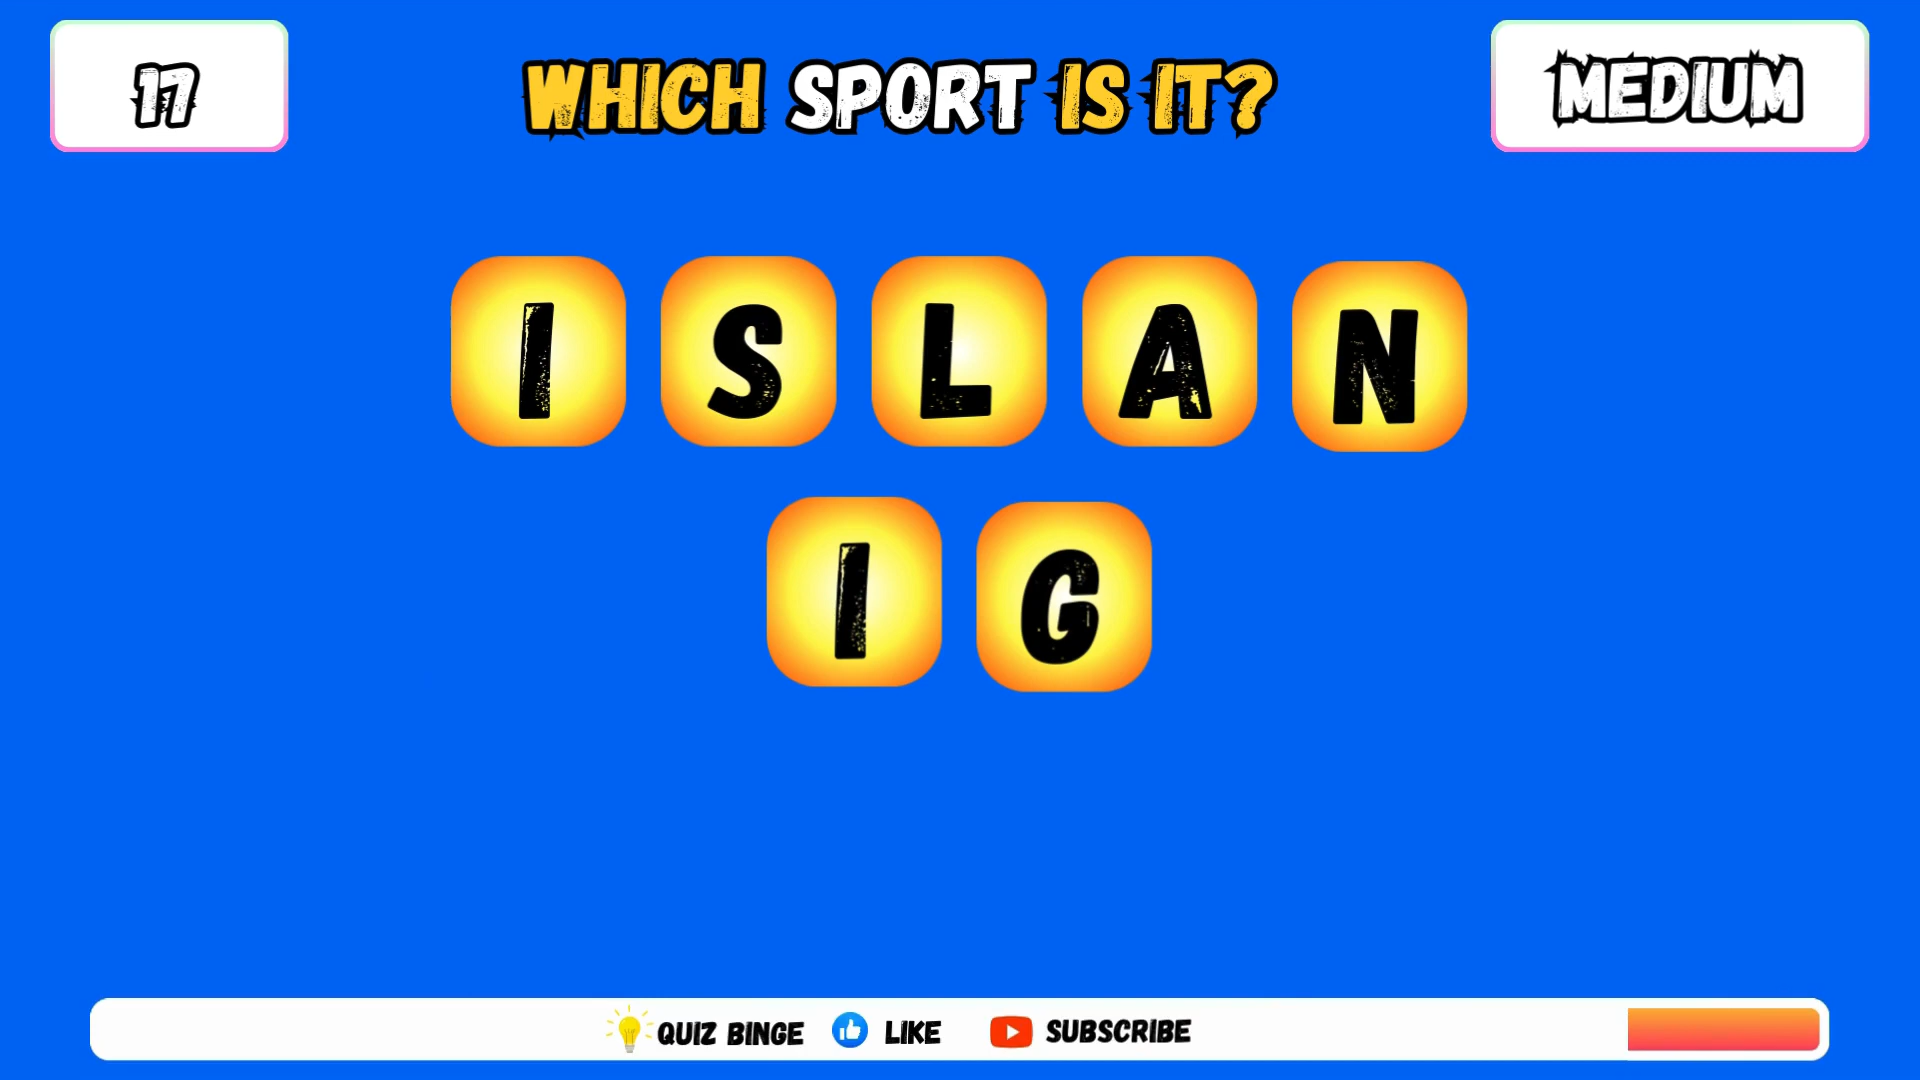 17
WHICH SPORT IS IT?
MEDIUM
I S L A N
I G
QUIZ BINGE LIKE SUBSCRIBE